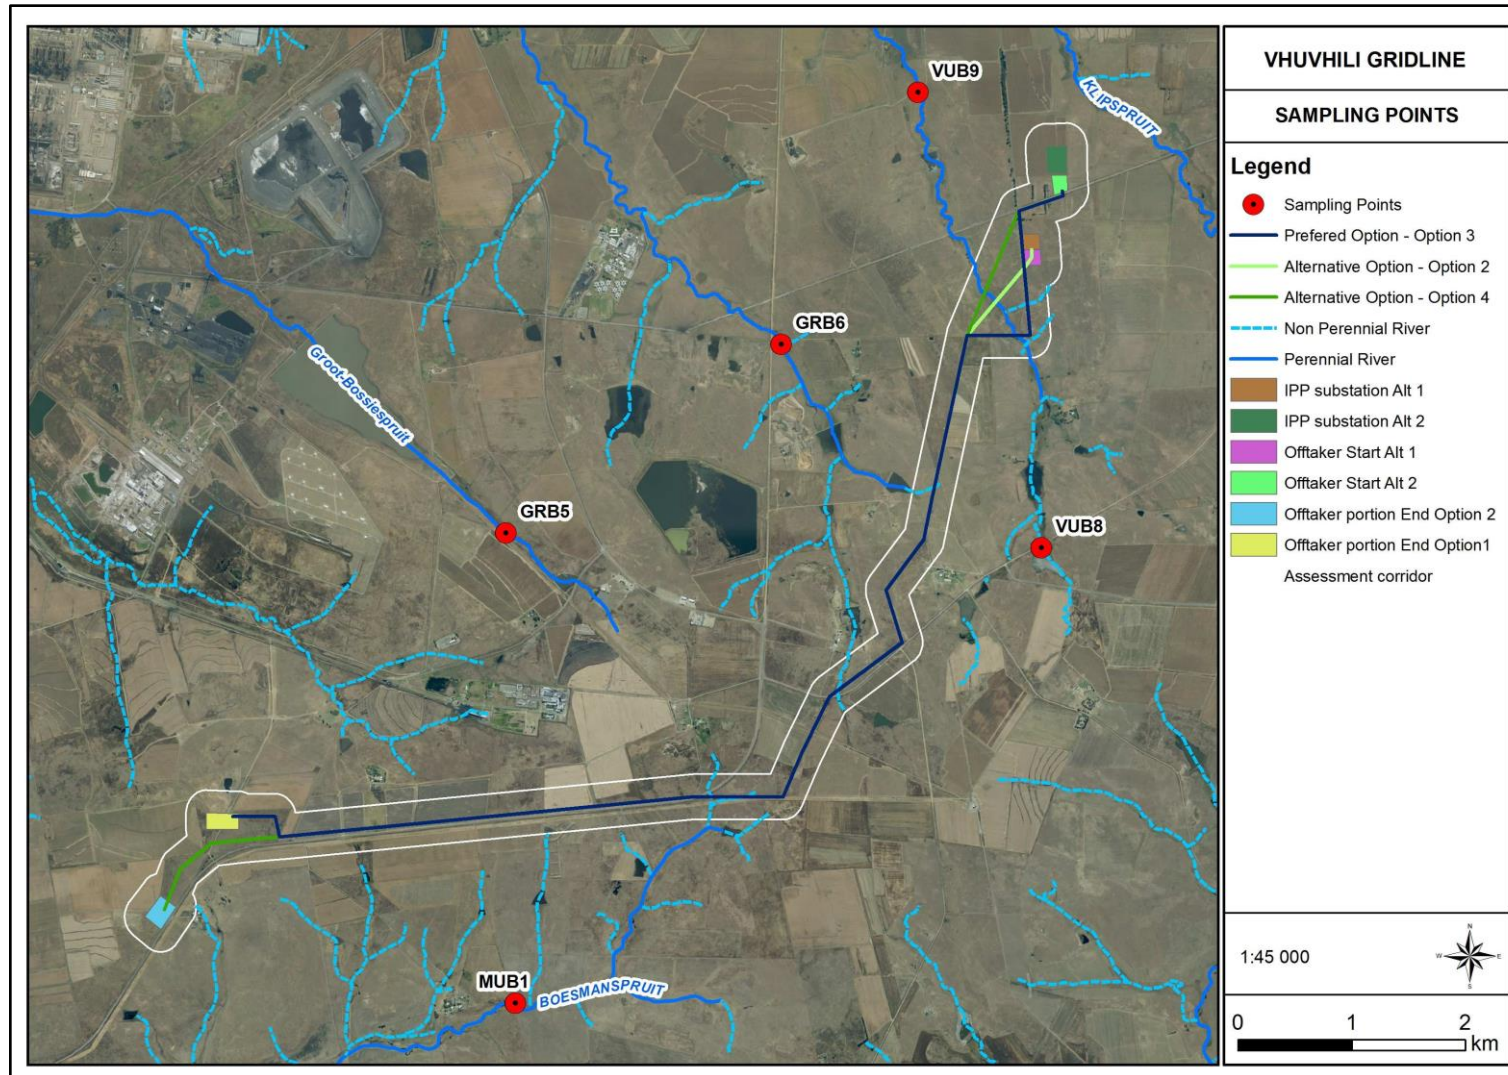 VUB9
KLIPSPRUIT
GRB6
Groot-Bossiespruit
GRB5
VUB8
MUB1
BOESMANSPRUIT
VHUVHILI GRIDLINE
SAMPLING POINTS
Legend
Sampling Points
Prefered Option - Option 3
Alternative Option - Option 2
Alternative Option - Option 4
Non Perennial River
Perennial River
IPP substation Alt 1
IPP substation Alt 2
Offtaker Start Alt 1
Offtaker Start Alt 2
Offtaker portion End Option 2
Offtaker portion End Option1
Assessment corridor
1:45 000
N
W
E
S
0 1 2
km